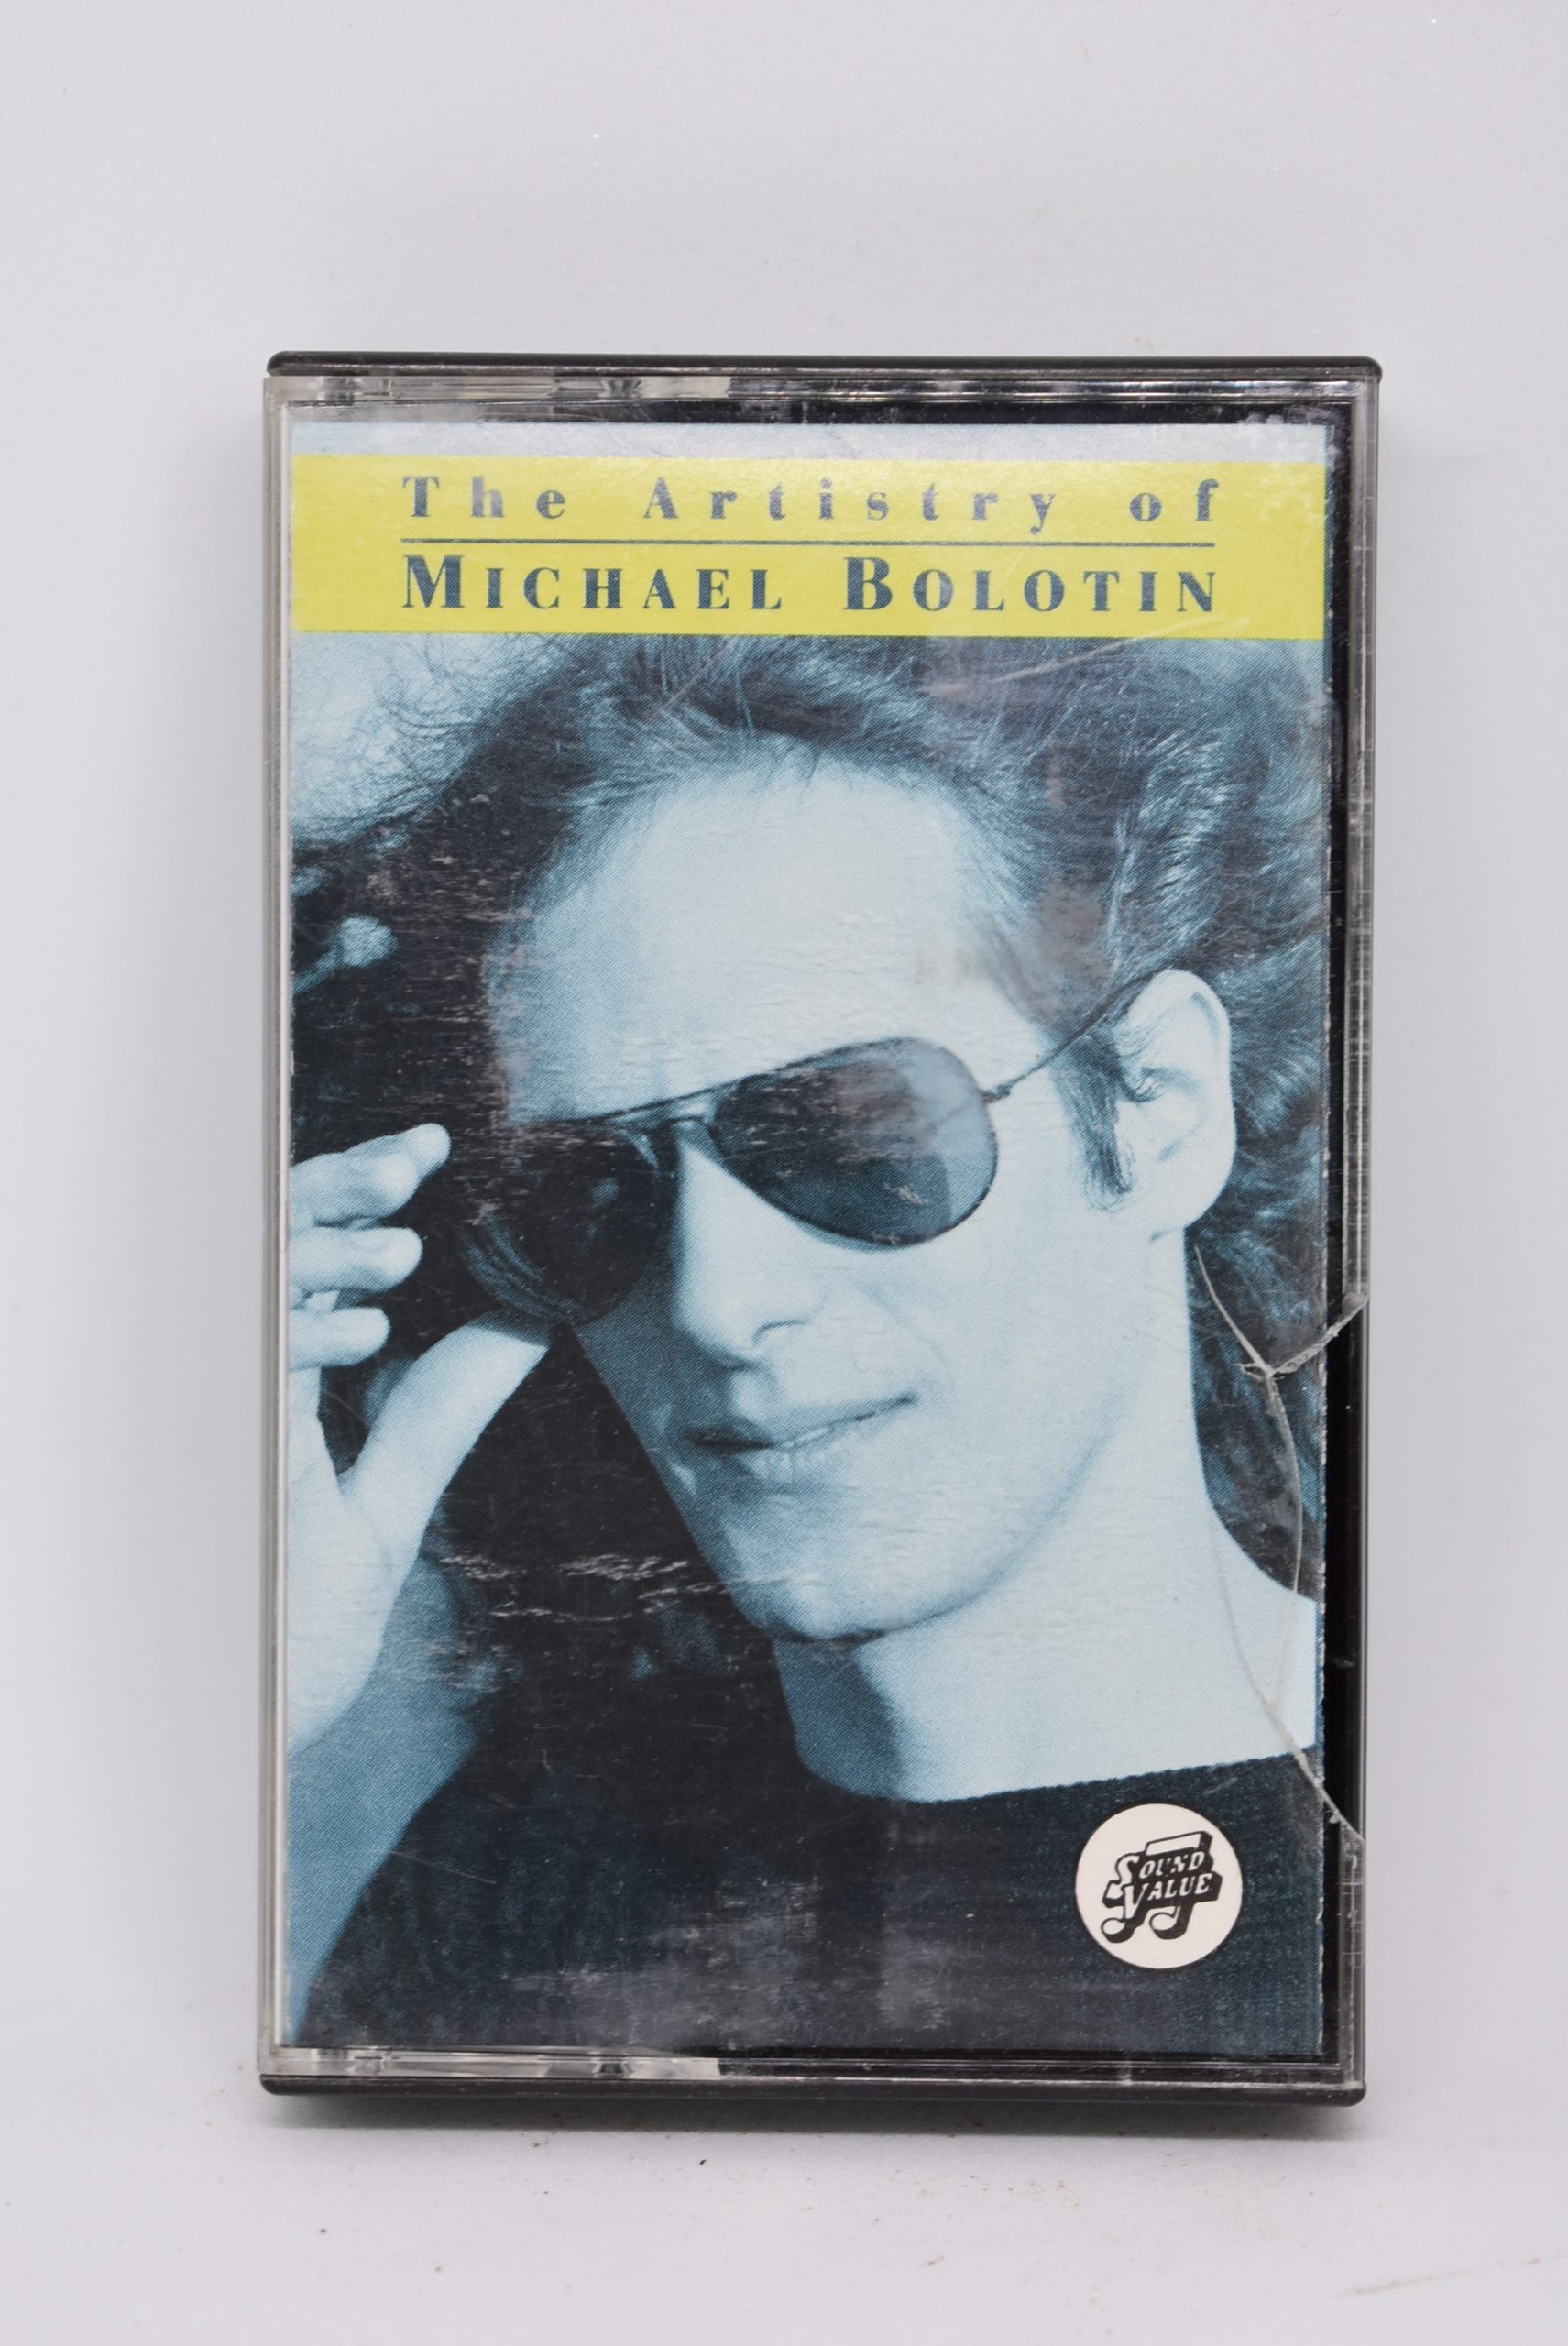 The Artistry of
MICHAEL BOLOTIN
SOUND
VALUE